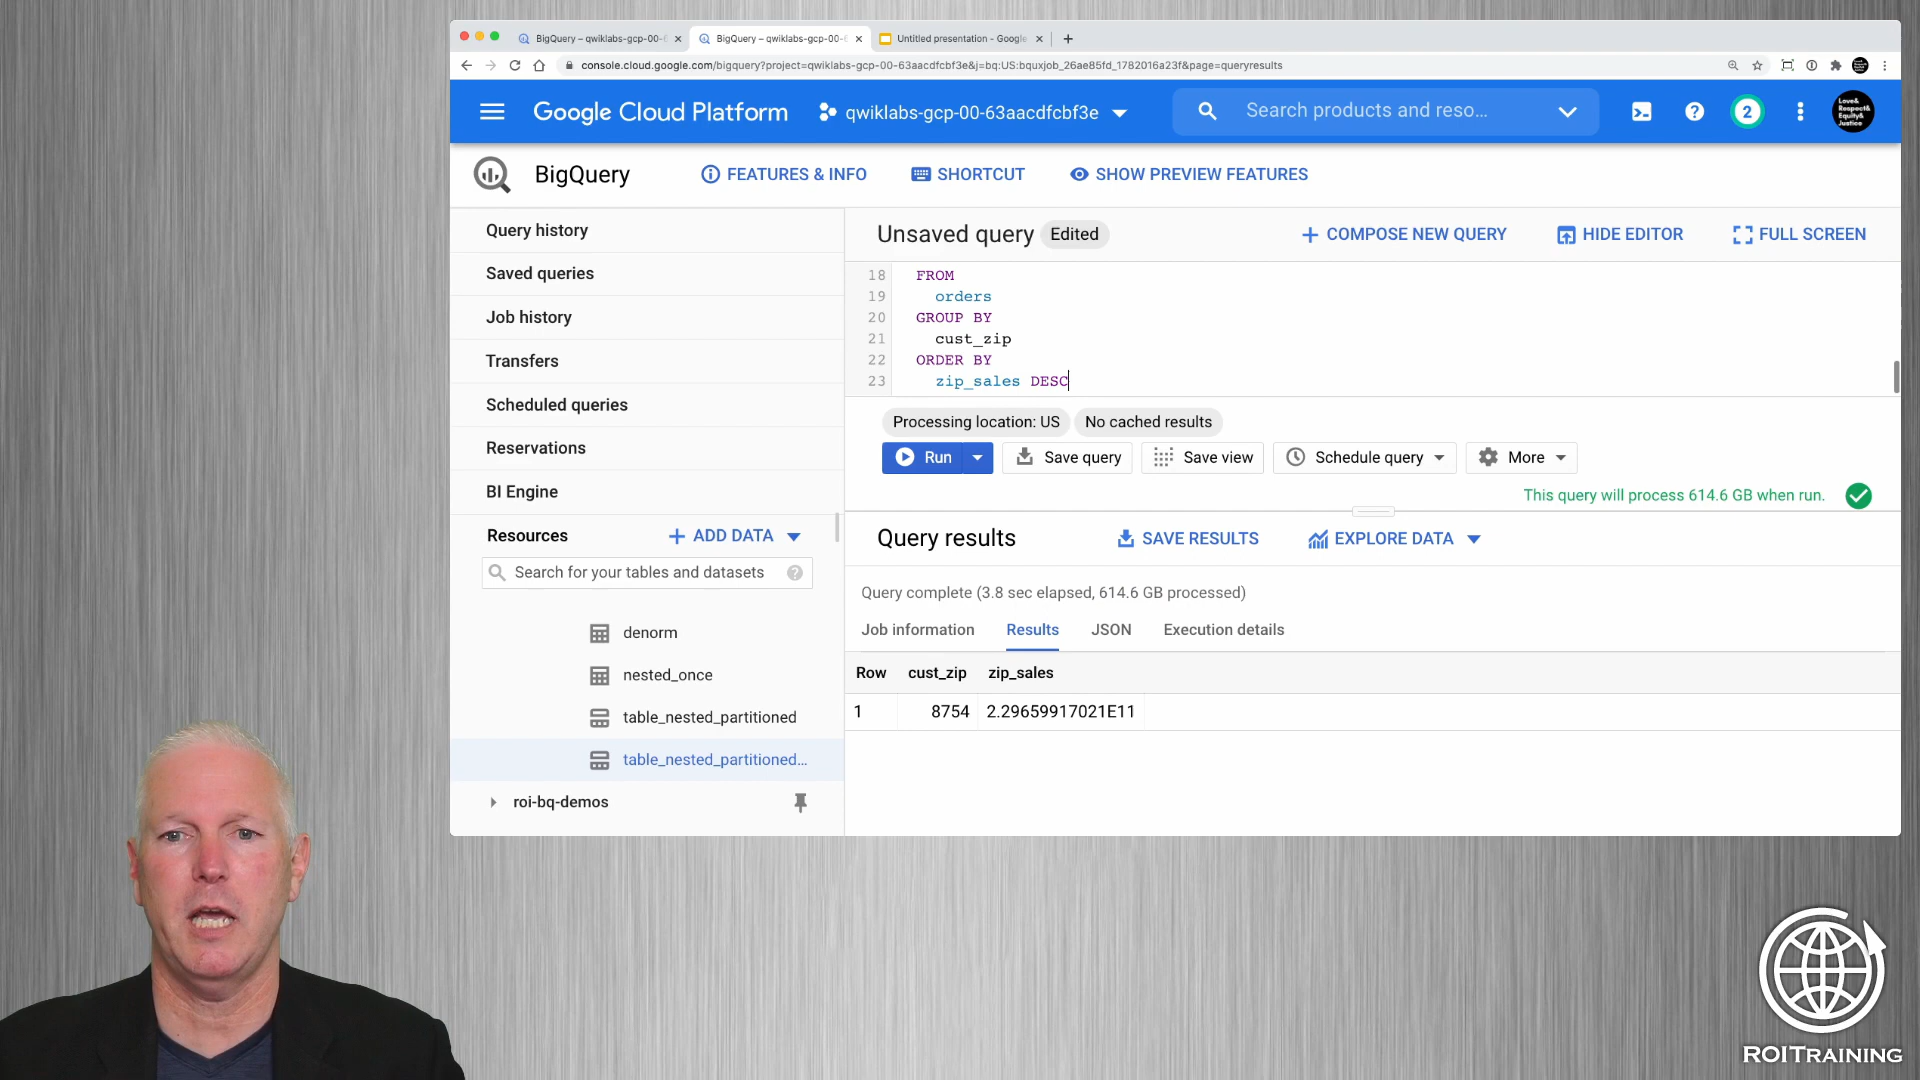 BigQuery – qwiklabs-gcp-00-6
BigQuery – qwiklabs-gcp-00-6
Untitled presentation - Google
console.cloud.google.com/bigquery?project=qwiklabs-gcp-00-63aacdfcbf3e&j=bq:US:bquxjob_26ae85fd_1782016a23f&page=queryresults
Google Cloud Platform
qwiklabs-gcp-00-63aacdfcbf3e
Search products and reso...
2
Love&
Respect&
Equity&
Justice
BigQuery
FEATURES & INFO
SHORTCUT
SHOW PREVIEW FEATURES
Query history
Saved queries
Job history
Transfers
Scheduled queries
Reservations
BI Engine
Resources
+ ADD DATA
Search for your tables and datasets
denorm
nested_once
table_nested_partitioned
table_nested_partitioned...
roi-bq-demos
Unsaved query
Edited
+ COMPOSE NEW QUERY
HIDE EDITOR
FULL SCREEN
18 FROM
19 orders
20 GROUP BY
21 cust_zip
22 ORDER BY
23 zip_sales DESC
Processing location: US
No cached results
Run
Save query
Save view
Schedule query
More
This query will process 614.6 GB when run.
Query results
SAVE RESULTS
EXPLORE DATA
Query complete (3.8 sec elapsed, 614.6 GB processed)
Job information
Results
JSON
Execution details
Row cust_zip zip_sales
1 8754 2.29659917021E11
ROITRAINING